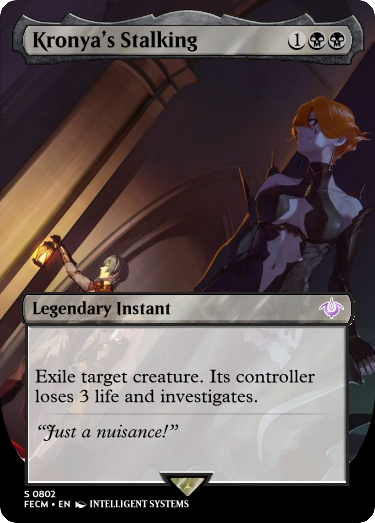 Kronya's Stalking 1
Legendary Instant
Exile target creature. Its controller
loses 3 life and investigates.
“Just a nuisance!”
S 0802
FECM • EN INTELLIGENT SYSTEMS